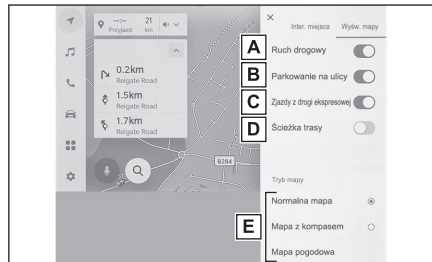 --:-- 21
Przyjazd km
0.2km
Reigate Road
1.5km
Reigate Road
1.7km
Reigate Road
B284
Inter. miejsca Wyśw. mapy
A Ruch drogowy
B Parkowanie na ulicy
C Zjazdy z drogi ekspresowej
D Ścieżka trasy
Tryb mapy
Normalna mapa
E Mapa z kompasem
Mapa pogodowa